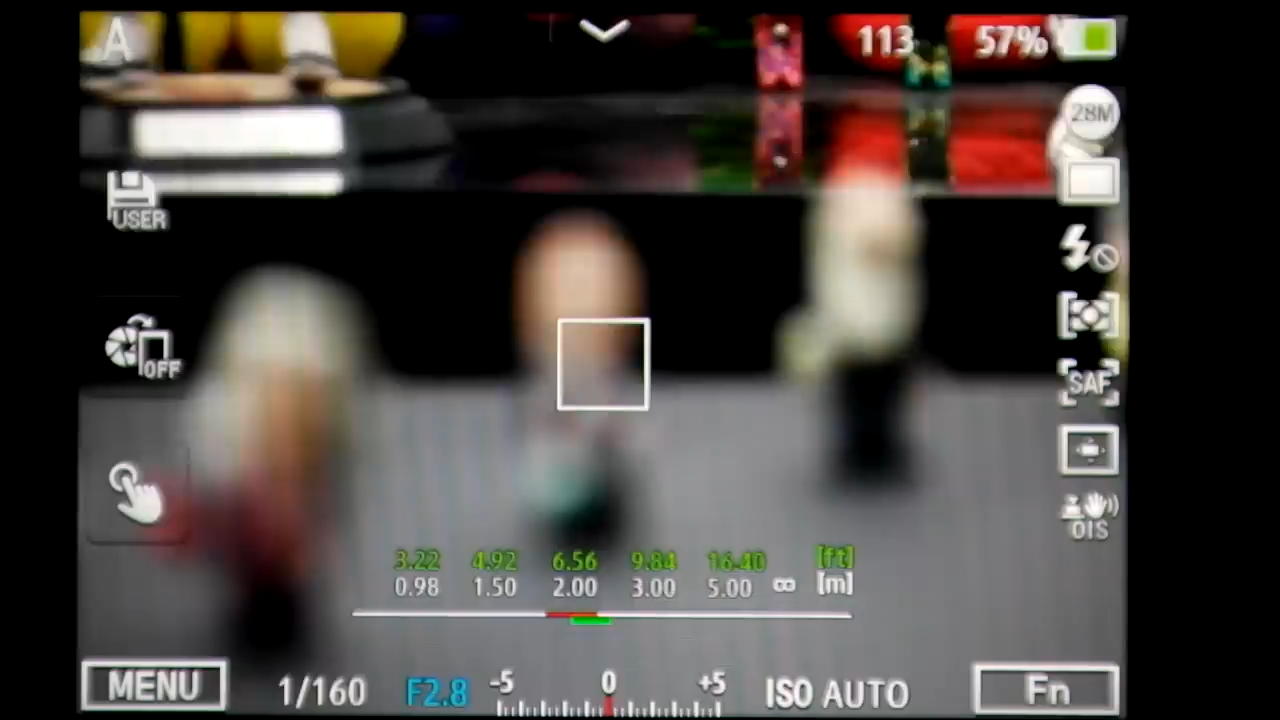 A
113 57%
28M
USER
OFF
SAF
OIS
3.22 4.92 6.56 9.84 16.40 [ft]
0.98 1.50 2.00 3.00 5.00 ∞ [m]
MENU 1/160 F2.8 -5 0 +5 ISO AUTO Fn